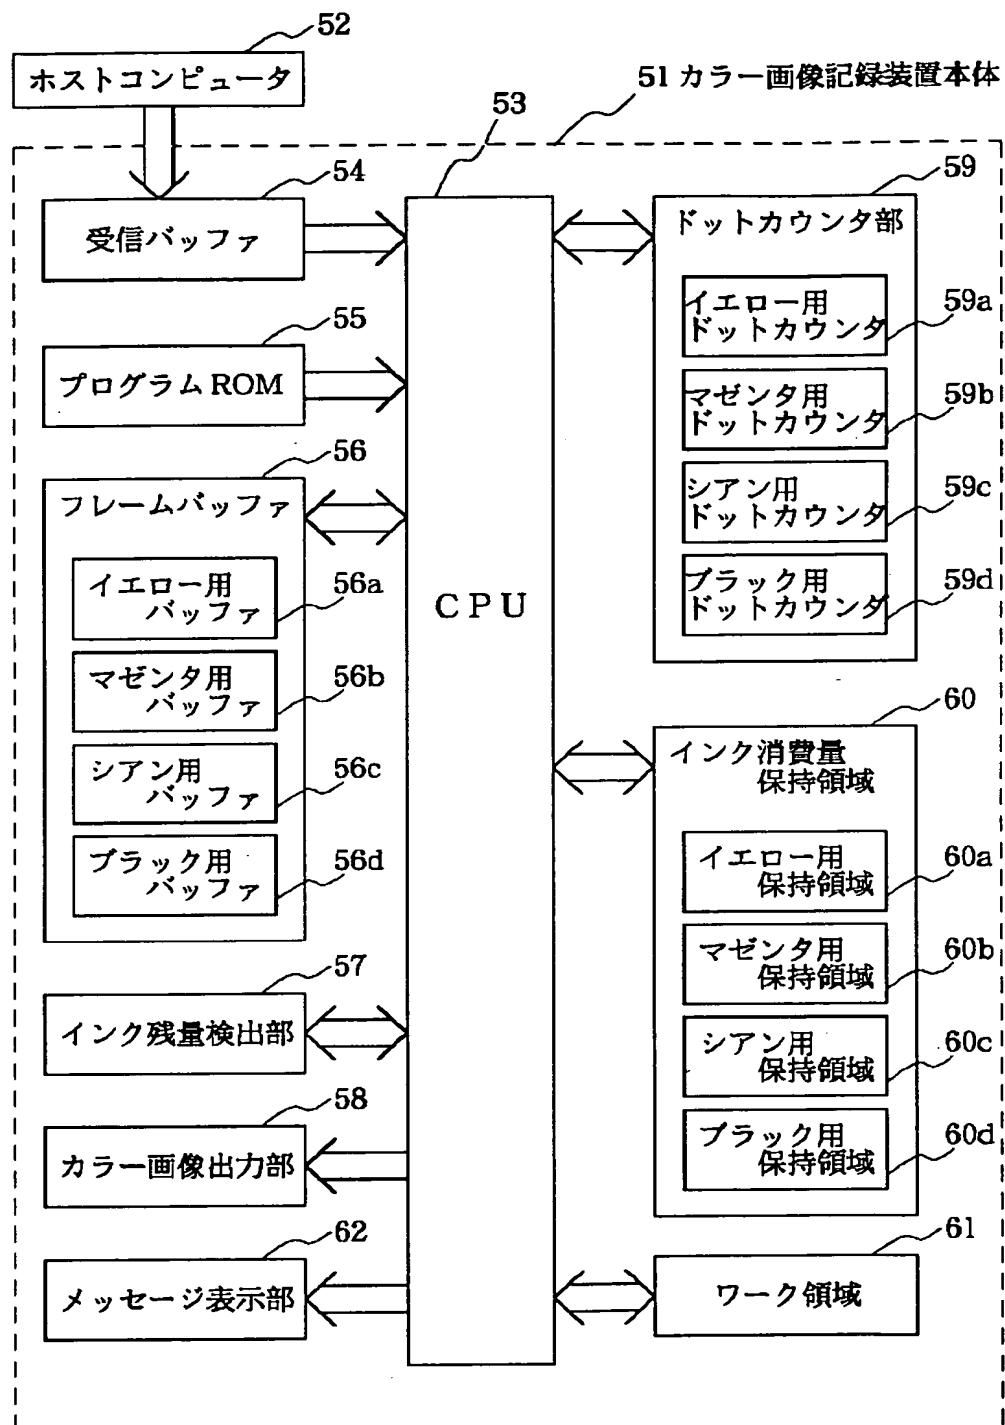 52
ホストコンピュータ
51 カラー画像記録装置本体
53
54
受信バッファ
55
プログラム ROM
56
フレームバッファ
イエロー用
バッファ
56a
マゼンタ用
バッファ
56b
シアン用
バッファ
56c
ブラック用
バッファ
56d
57
インク残量検出部
58
カラー画像出力部
62
メッセージ表示部
CPU
59
ドットカウンタ部
イエロー用
ドットカウンタ
59a
マゼンタ用
ドットカウンタ
59b
シアン用
ドットカウンタ
59c
ブラック用
ドットカウンタ
59d
60
インク消費量
保持領域
イエロー用
保持領域
60a
マゼンタ用
保持領域
60b
シアン用
保持領域
60c
ブラック用
保持領域
60d
61
ワーク領域